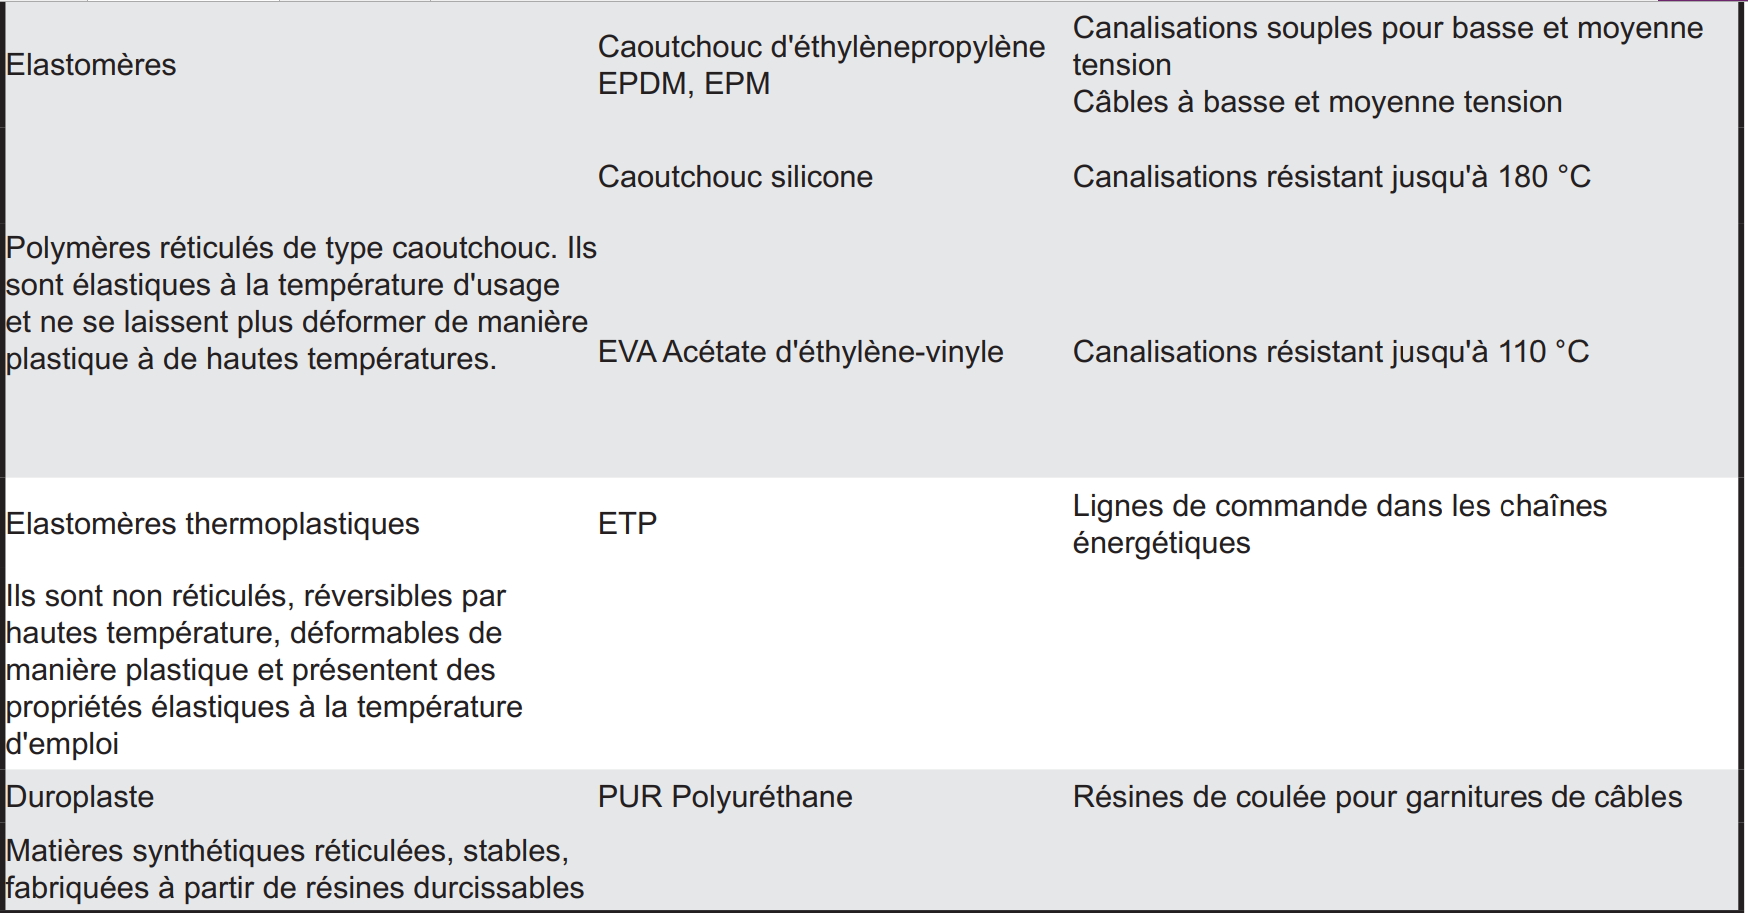 Elastomères
Caoutchouc d'éthylènepropylène
EPDM, EPM
Canalisations souples pour basse et moyenne
tension
Câbles à basse et moyenne tension
Caoutchouc silicone
Canalisations résistant jusqu'à 180 °C
Polymères réticulés de type caoutchouc. Ils
sont élastiques à la température d'usage
et ne se laissent plus déformer de manière
plastique à de hautes températures.
EVA Acétate d'éthylène-vinyle
Canalisations résistant jusqu'à 110 °C
Elastomères thermoplastiques
ETP
Lignes de commande dans les chaînes
énergétiques
Ils sont non réticulés, réversibles par
hautes température, déformables de
manière plastique et présentent des
propriétés élastiques à la température
d'emploi
Duroplaste
PUR Polyuréthane
Résines de coulée pour garnitures de câbles
Matières synthétiques réticulées, stables,
fabriquées à partir de résines durcissables